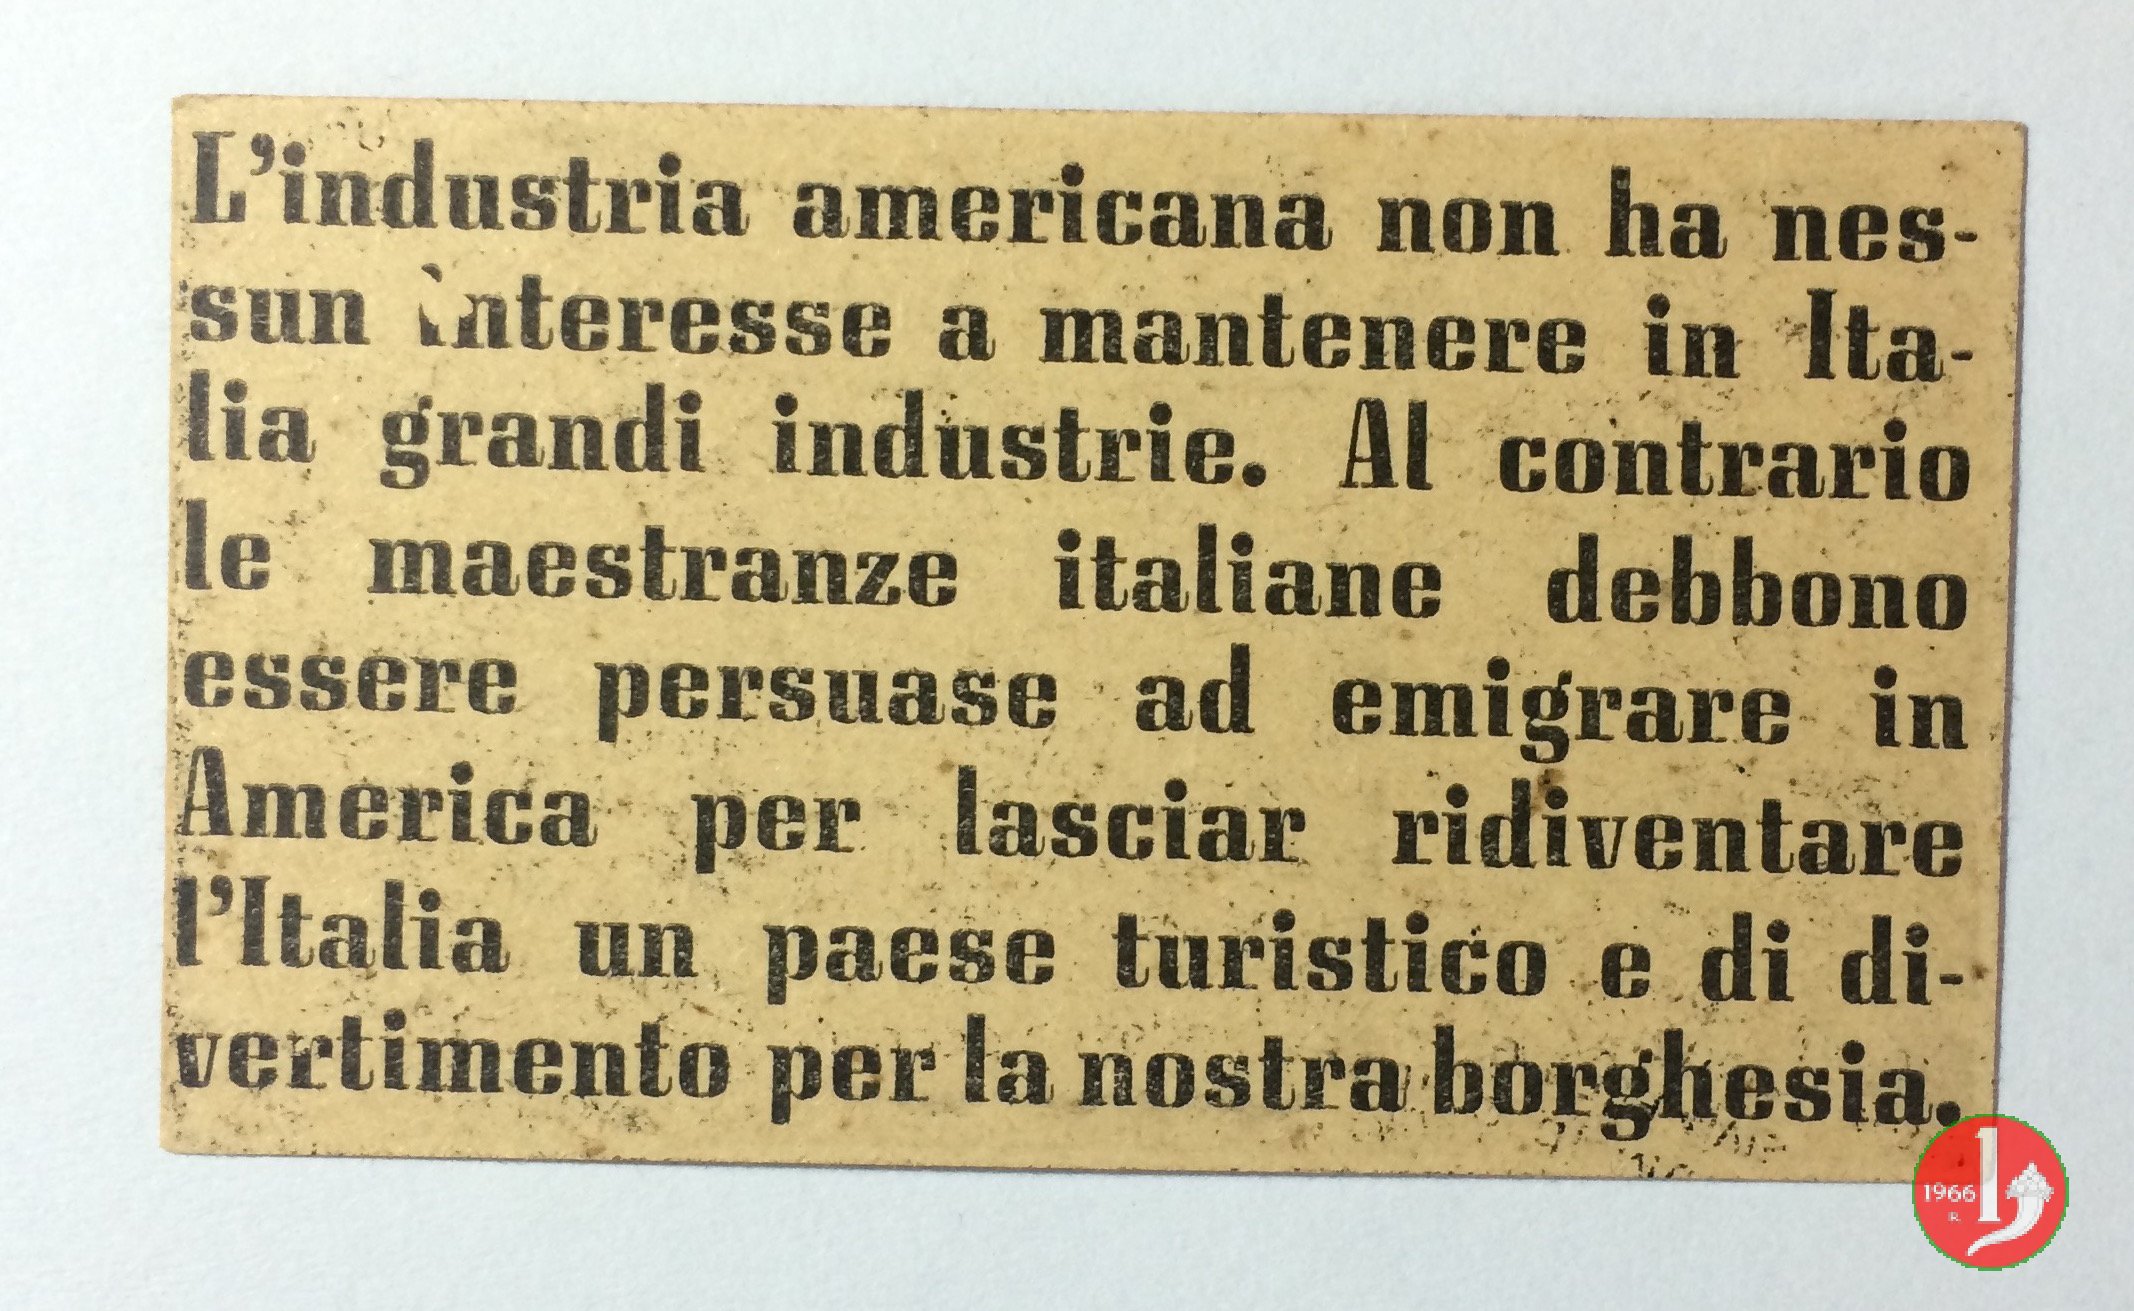 L'industria americana non ha nes-
sun interesse a mantenere in Ita-
lia grandi industrie. Al contrario
le maestranze italiane debbono
essere persuase ad emigrare in
America per lasciar ridiventare
l'Italia un paese turistico e di di-
vertimento per la nostra borghesia.
1966
R.